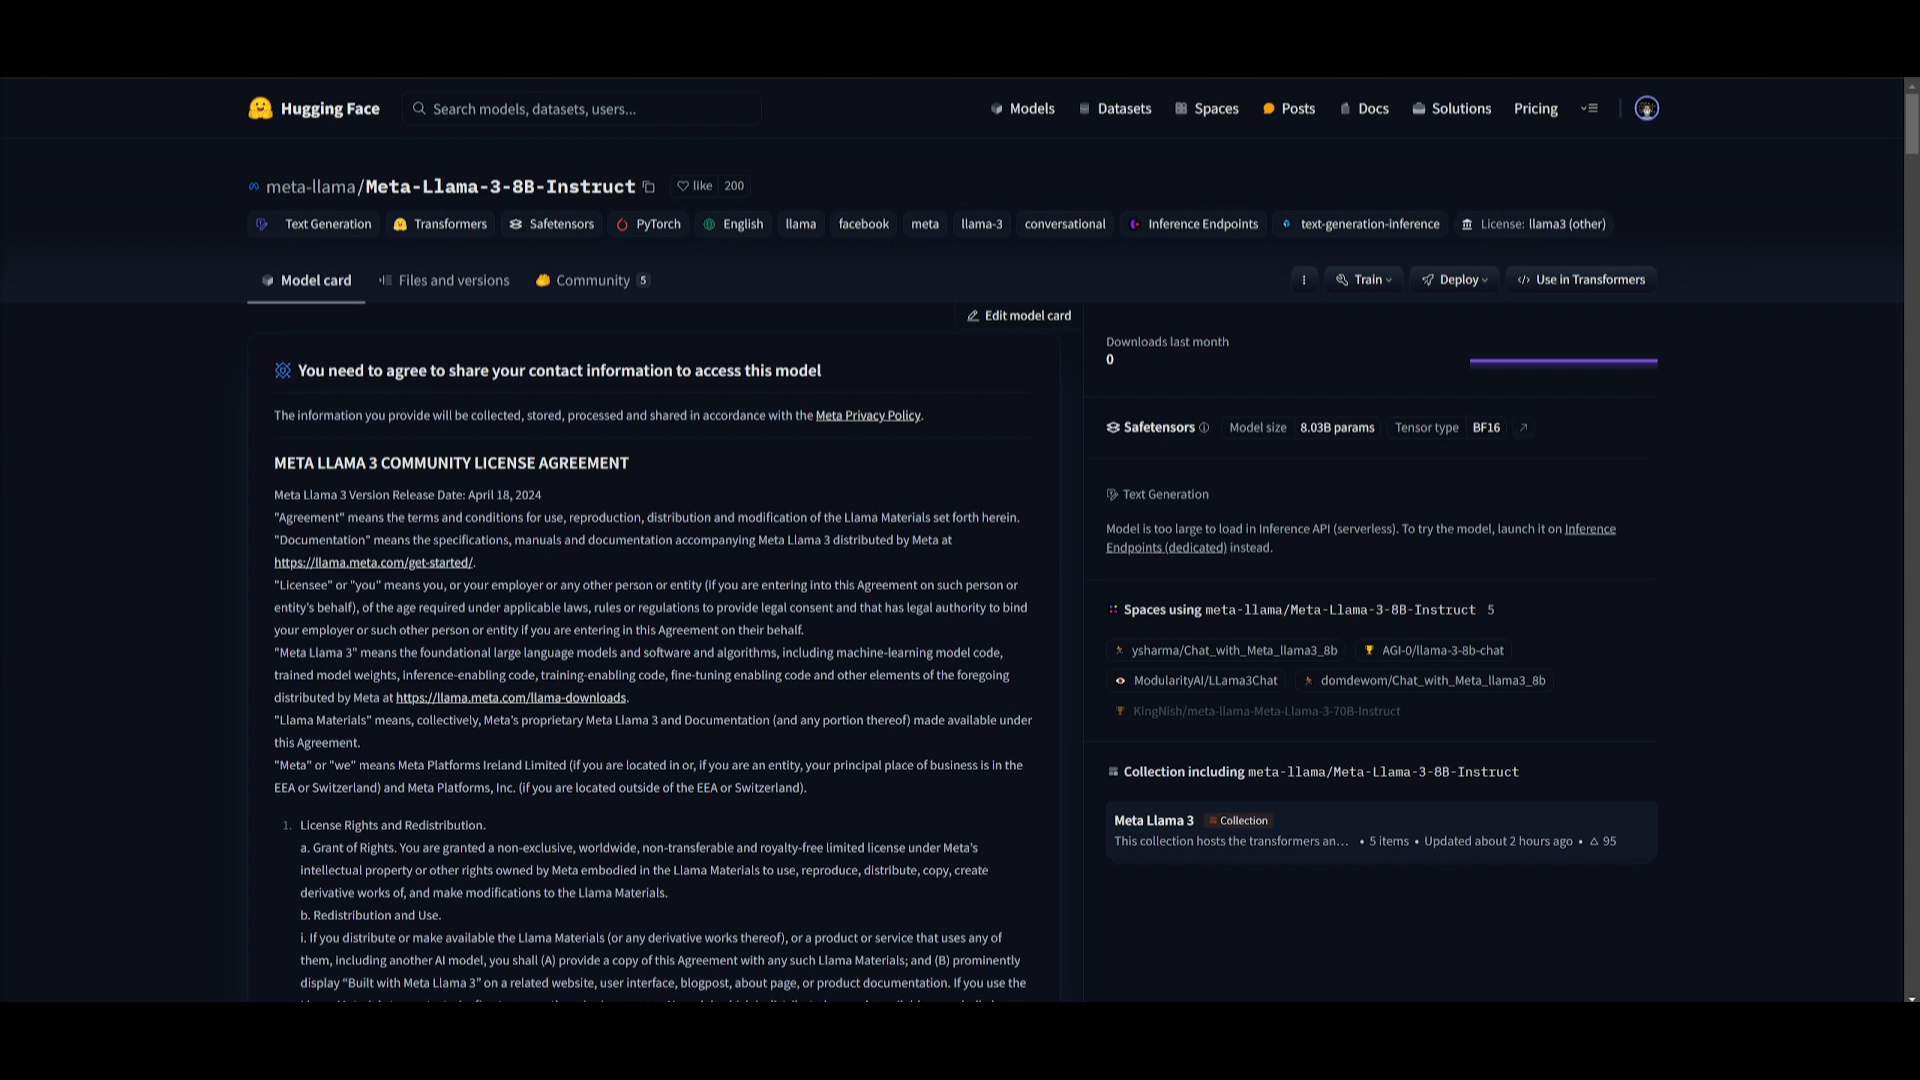 Hugging Face
Search models, datasets, users...
Models
Datasets
Spaces
Posts
Docs
Solutions
Pricing
meta-llama/Meta-Llama-3-8B-Instruct
like 200
Text Generation
Transformers
Safetensors
PyTorch
English
llama
facebook
meta
llama-3
conversational
Inference Endpoints
text-generation-inference
License: llama3 (other)
Model card
Files and versions
Community 5
Train
Deploy
Use in Transformers
Edit model card
You need to agree to share your contact information to access this model
The information you provide will be collected, stored, processed and shared in accordance with the Meta Privacy Policy.
META LLAMA 3 COMMUNITY LICENSE AGREEMENT
Meta Llama 3 Version Release Date: April 18, 2024
"Agreement" means the terms and conditions for use, reproduction, distribution and modification of the Llama Materials set forth herein.
"Documentation" means the specifications, manuals and documentation accompanying Meta Llama 3 distributed by Meta at
https://llama.meta.com/get-started/.
"Licensee" or "you" means you, or your employer or any other person or entity (if you are entering into this Agreement on such person or
entity's behalf), of the age required under applicable laws, rules or regulations to provide legal consent and that has legal authority to bind
your employer or such other person or entity if you are entering in this Agreement on their behalf.
"Meta Llama 3" means the foundational large language models and software and algorithms, including machine-learning model code,
trained model weights, inference-enabling code, training-enabling code, fine-tuning enabling code and other elements of the foregoing
distributed by Meta at https://llama.meta.com/llama-downloads.
"Llama Materials" means, collectively, Meta's proprietary Meta Llama 3 and Documentation (and any portion thereof) made available under
this Agreement.
"Meta" or "we" means Meta Platforms Ireland Limited (if you are located in or, if you are an entity, your principal place of business is in the
EEA or Switzerland) and Meta Platforms, Inc. (if you are located outside of the EEA or Switzerland).
1. License Rights and Redistribution.
a. Grant of Rights. You are granted a non-exclusive, worldwide, non-transferable and royalty-free limited license under Meta's
intellectual property or other rights owned by Meta embodied in the Llama Materials to use, reproduce, distribute, copy, create
derivative works of, and make modifications to the Llama Materials.
b. Redistribution and Use.
i. If you distribute or make available the Llama Materials (or any derivative works thereof), or a product or service that uses any of
them, including another AI model, you shall (A) provide a copy of this Agreement with any such Llama Materials; and (B) prominently
display “Built with Meta Llama 3” on a related website, user interface, blogpost, about page, or product documentation. If you use the
Downloads last month
0
Safetensors
Model size 8.03B params
Tensor type BF16
Text Generation
Model is too large to load in Inference API (serverless). To try the model, launch it on Inference
Endpoints (dedicated) instead.
Spaces using meta-llama/Meta-Llama-3-8B-Instruct 5
ysharma/Chat_with_Meta_llama3_8b
AGI-0/llama-3-8b-chat
ModularityAI/LLama3Chat
domdewom/Chat_with_Meta_llama3_8b
KingNish/meta-llama-Meta-Llama-3-70B-Instruct
Collection including meta-llama/Meta-Llama-3-8B-Instruct
Meta Llama 3 Collection
This collection hosts the transformers an... • 5 items • Updated about 2 hours ago • 95